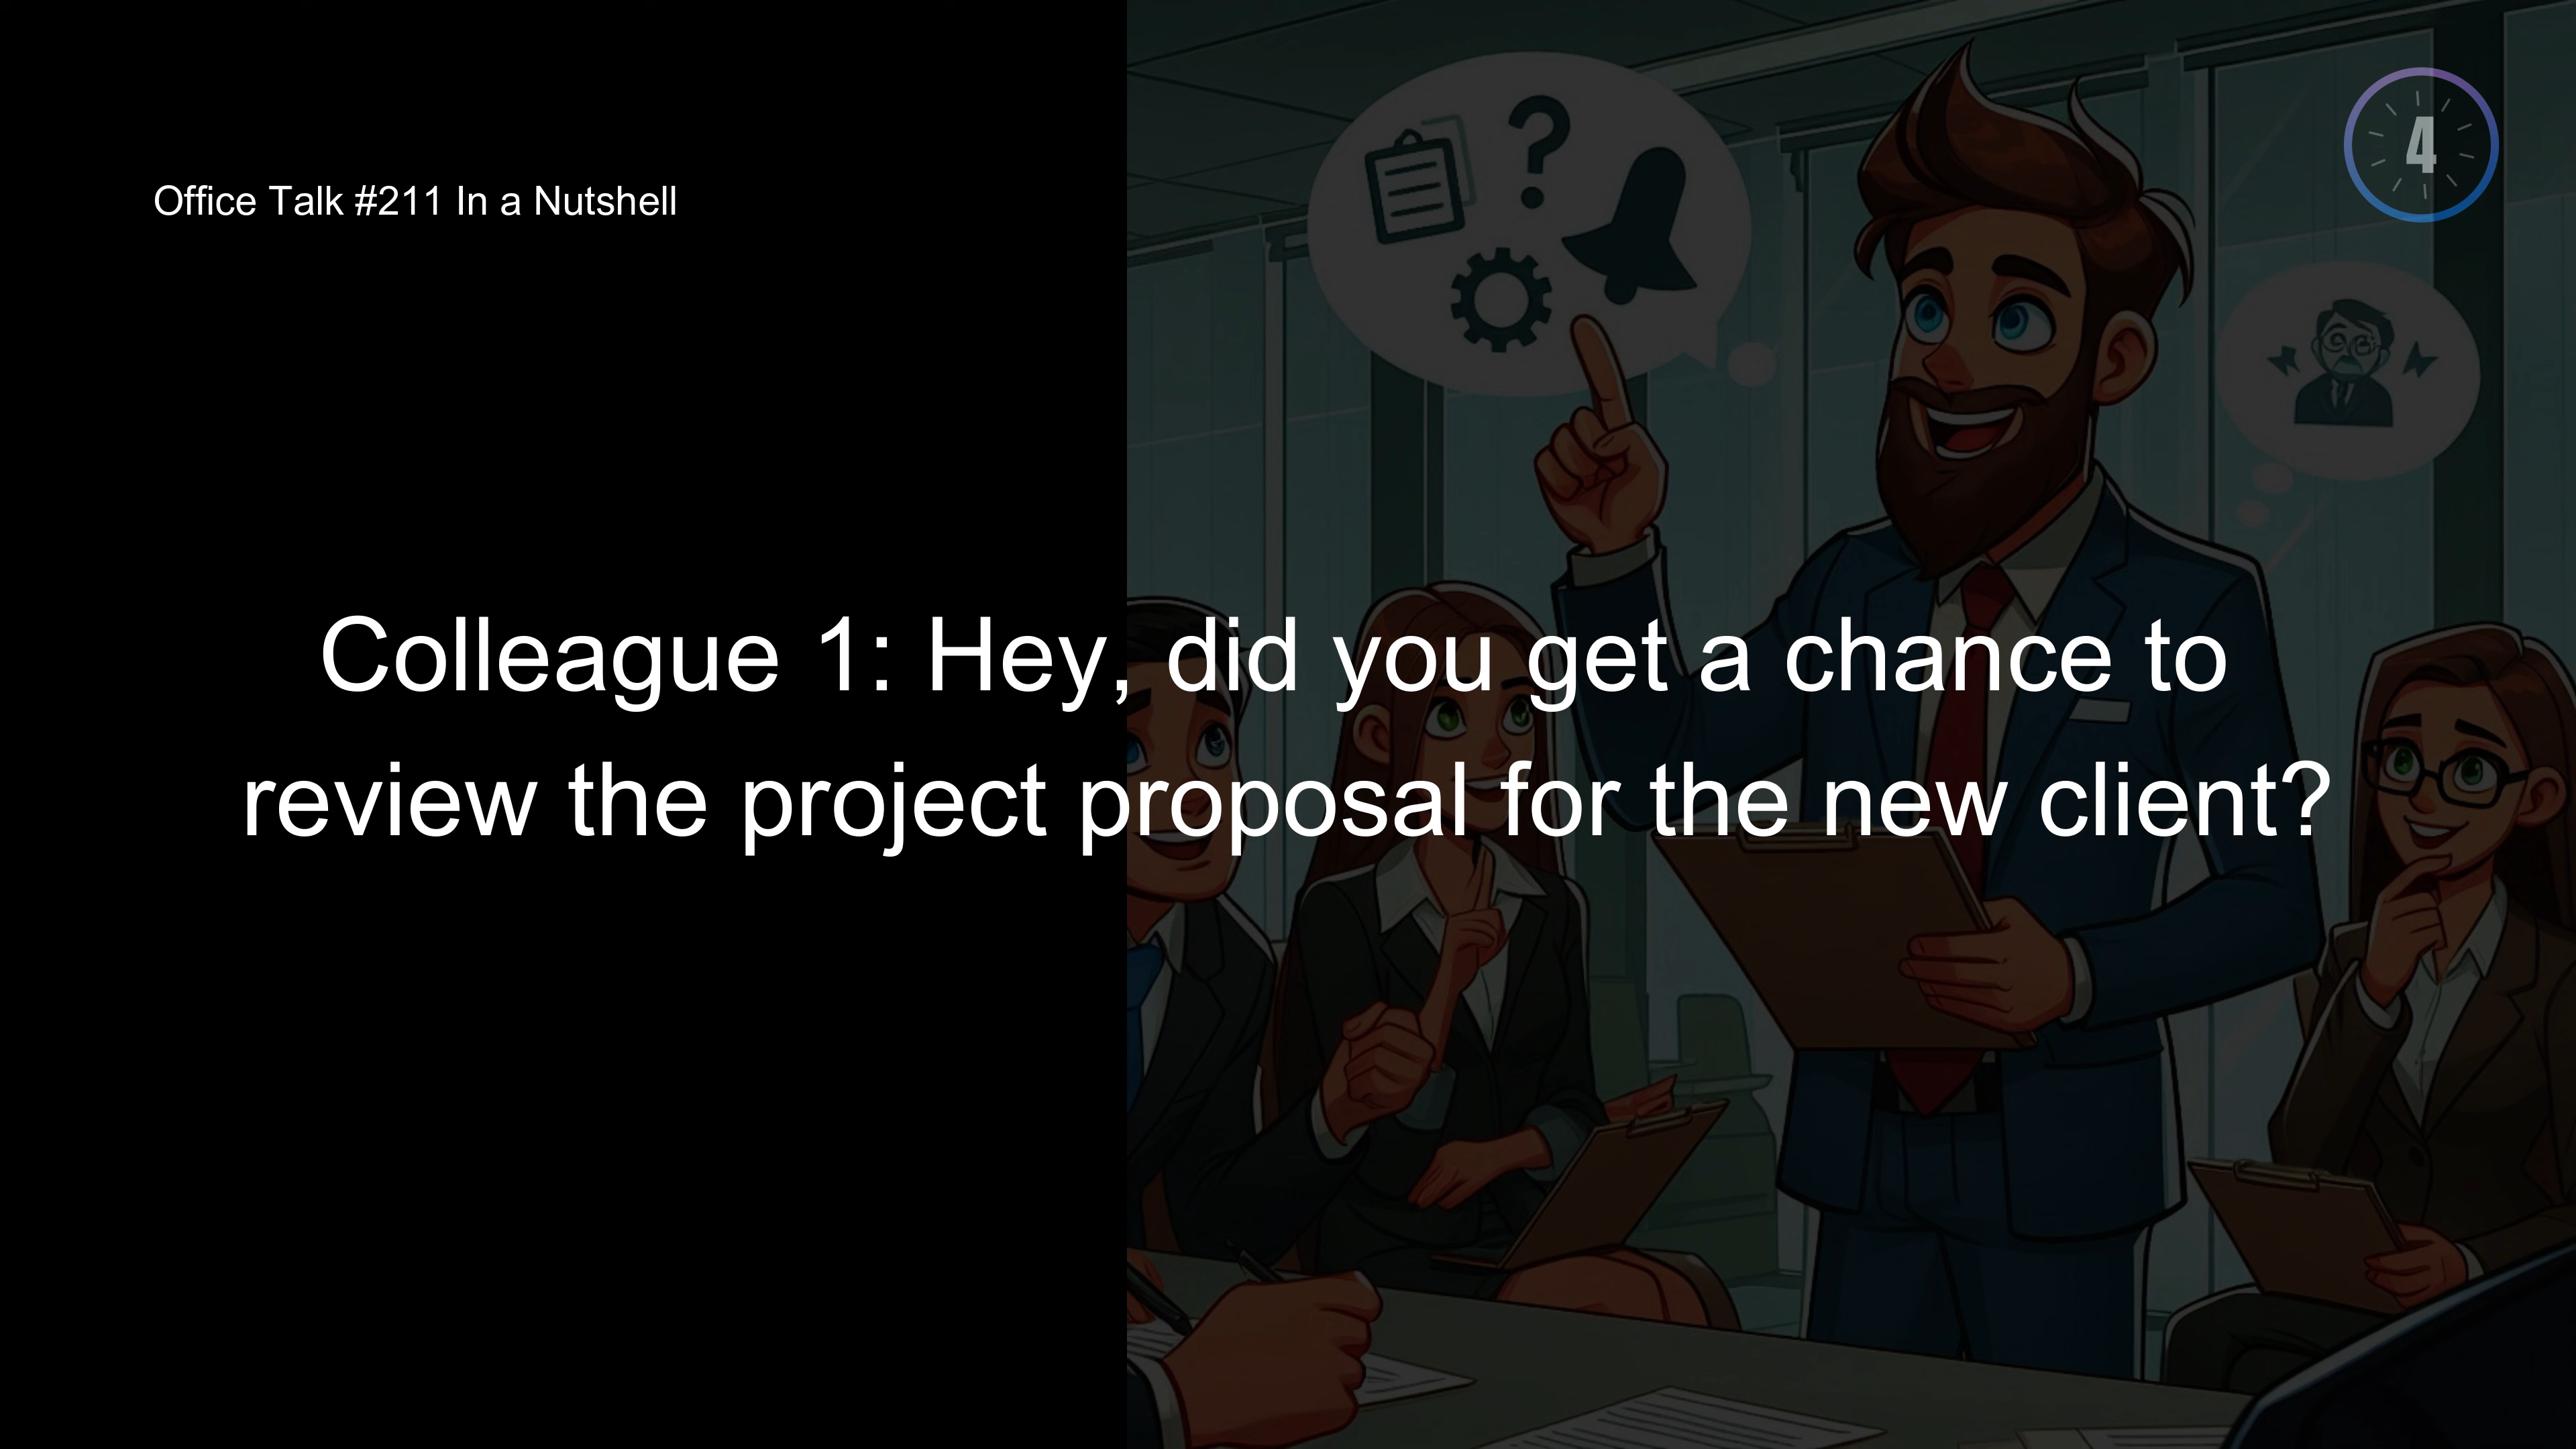 Office Talk #211 In a Nutshell
4
Colleague 1: Hey, did you get a chance to
review the project proposal for the new client?